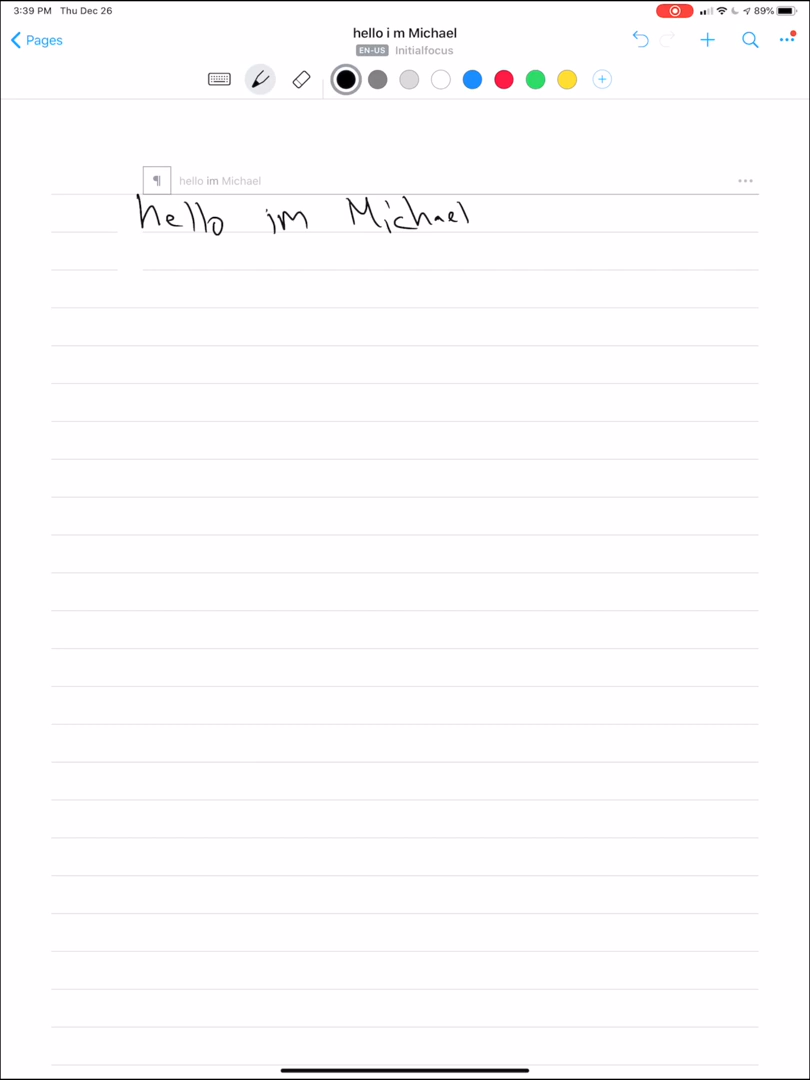 3:39 PM Thu Dec 26 89%
Pages
hello i m Michael
EN-US Initialfocus
¶ hello im Michael
hello im Michael